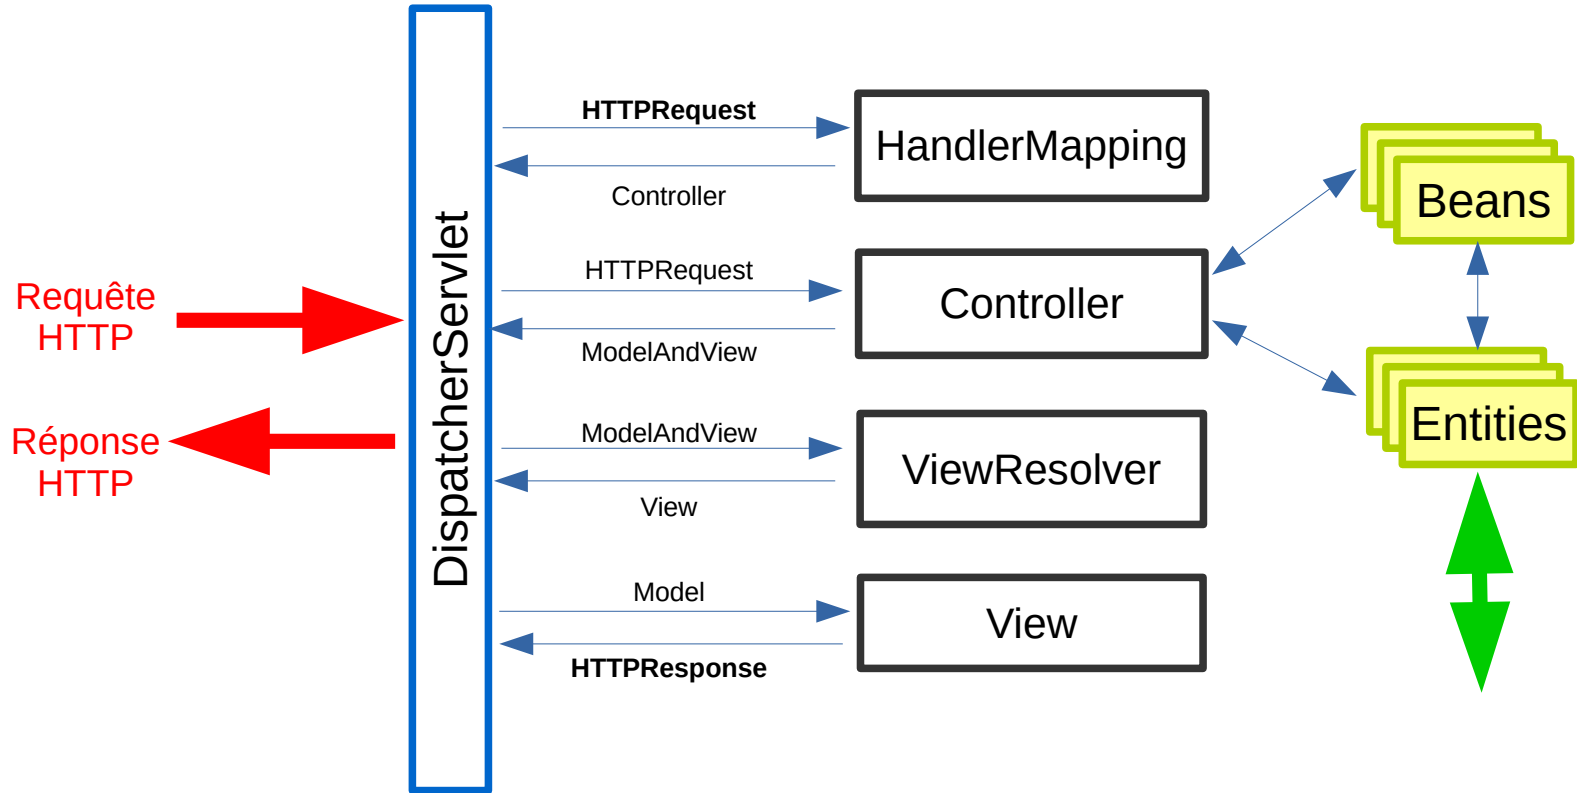 HTTPRequest
HandlerMapping
Controller
Beans
DispatcherServlet
Requête
HTTP
HTTPRequest
Controller
ModelAndView
Réponse
HTTP
ModelAndView
ViewResolver
View
Entities
Model
View
HTTPResponse